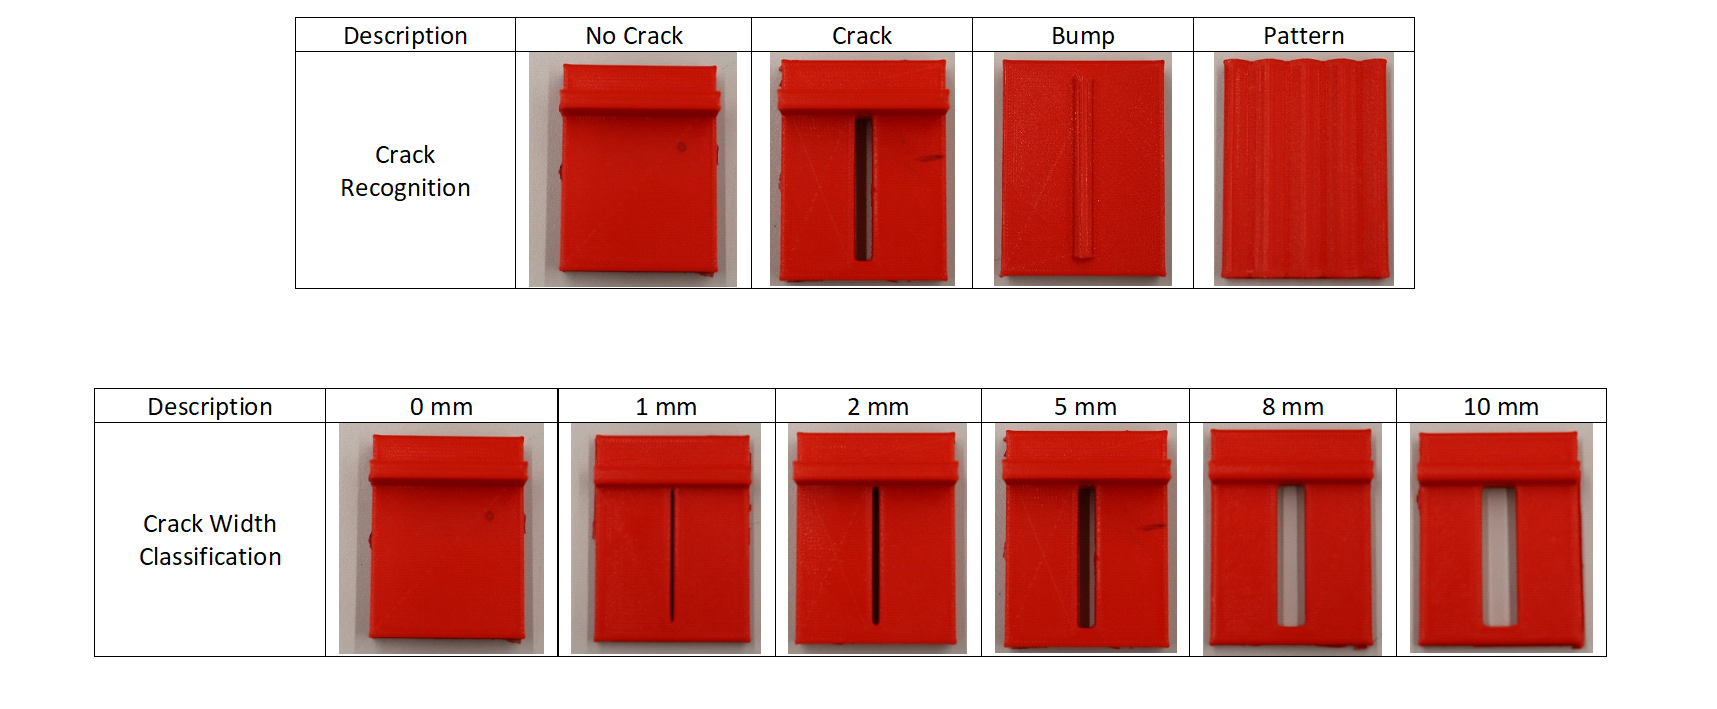 Description
No Crack
Crack
Bump
Pattern
Crack
Recognition
Description
0 mm
1 mm
2 mm
5 mm
8 mm
10 mm
Crack Width
Classification